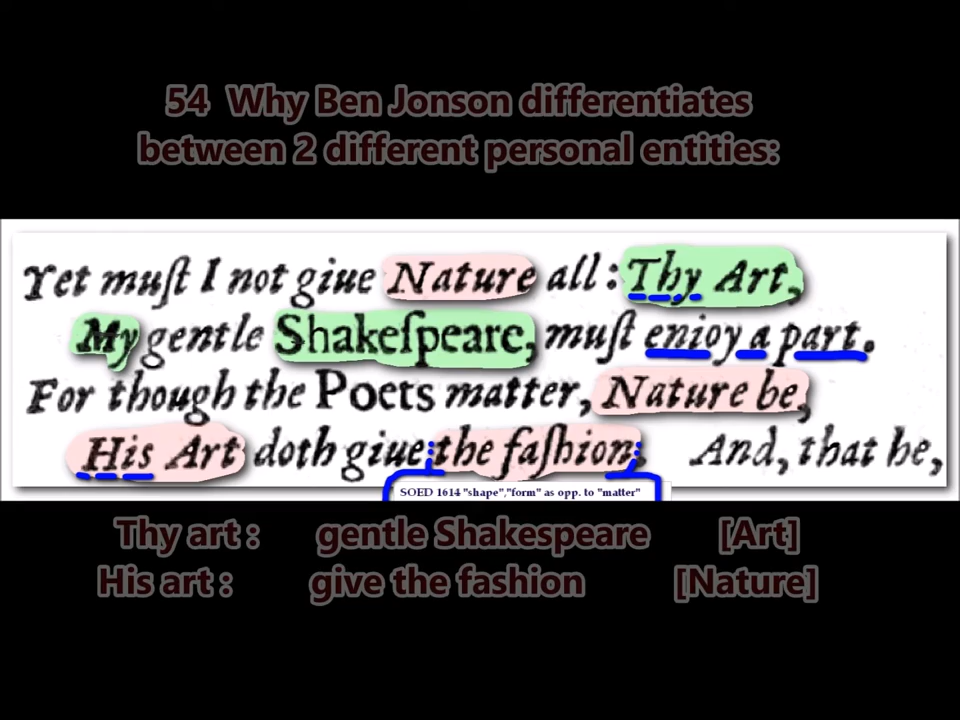 54 Why Ben Jonson differentiates
between 2 different personal entities:
Yet muſt I not giue Nature all : Thy Art,
My gentle Shakeſpeare, muſt enioy a part.
For though the Poets matter, Nature be,
His Art doth giue the faſhion. And, that he,
SOED 1614 "shape","form" as opp. to "matter"
Thy art : gentle Shakespeare [Art]
His art : give the fashion [Nature]